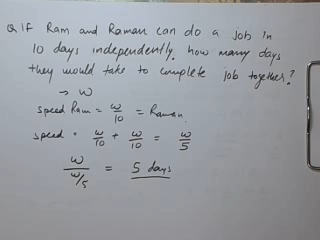 Q If Ram and Raman can do a job in
10 days independently. how many days
they would take to complete job together?
→ W
speed Ram = W/10 = Raman.
speed = W/10 + W/10 = W/5
W / W/5 = 5 days